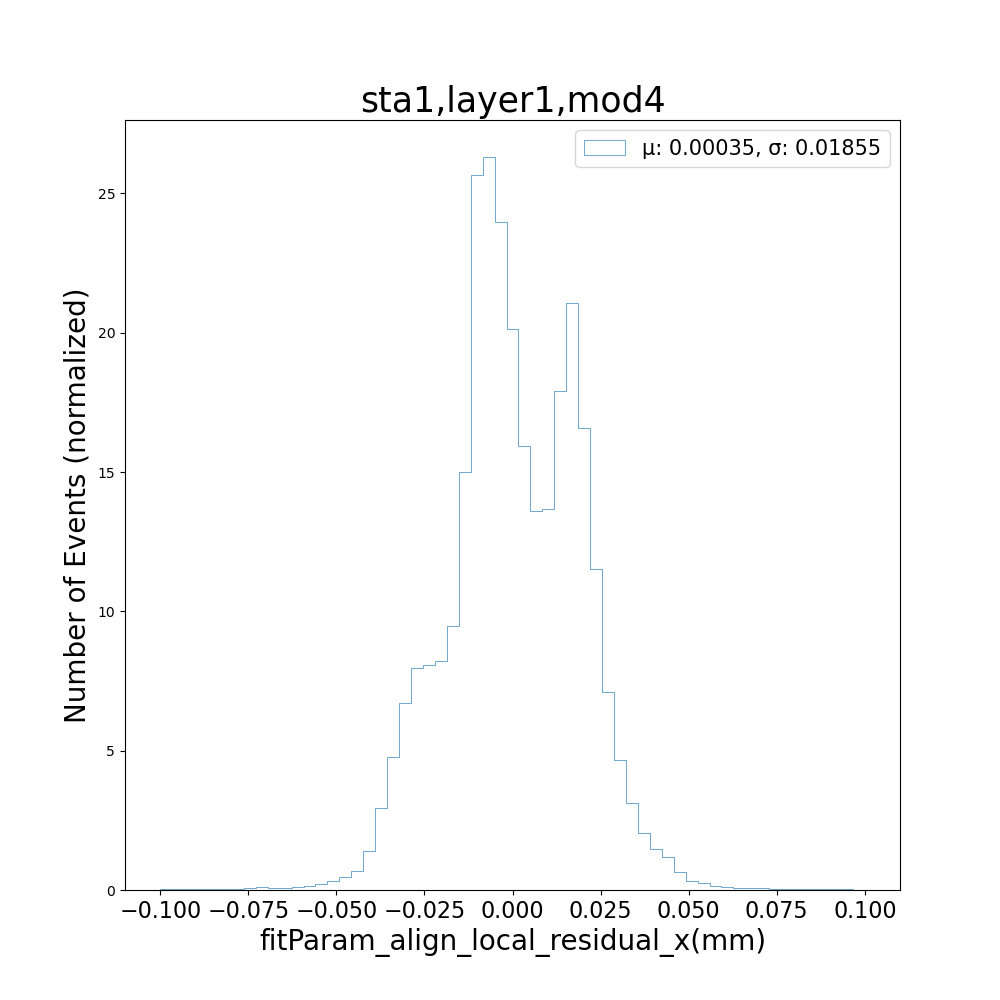 sta1,layer1,mod4
μ: 0.00035, σ: 0.01855
25
20
15
10
5
0
Number of Events (normalized)
−0.100 −0.075 −0.050 −0.025 0.000 0.025 0.050 0.075 0.100
fitParam_align_local_residual_x(mm)